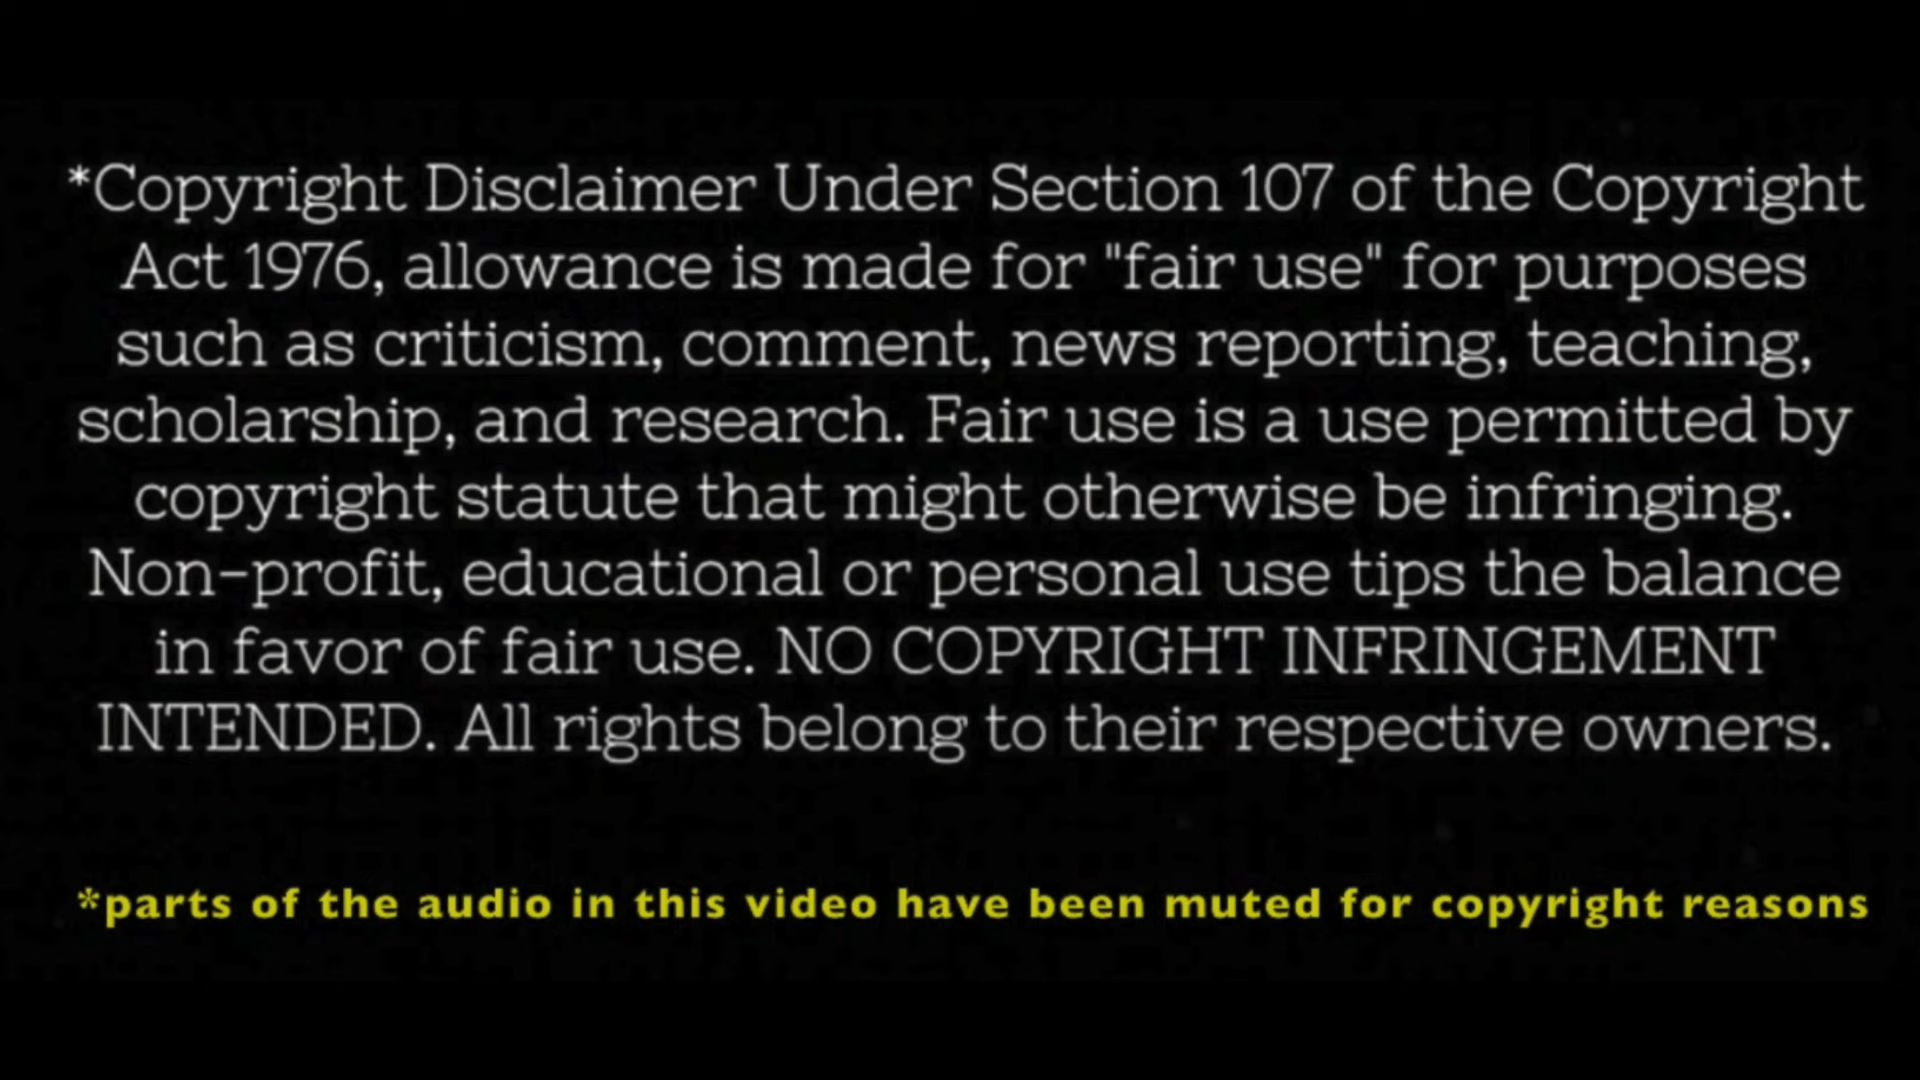 *Copyright Disclaimer Under Section 107 of the Copyright
Act 1976, allowance is made for "fair use" for purposes
such as criticism, comment, news reporting, teaching,
scholarship, and research. Fair use is a use permitted by
copyright statute that might otherwise be infringing.
Non-profit, educational or personal use tips the balance
in favor of fair use. NO COPYRIGHT INFRINGEMENT
INTENDED. All rights belong to their respective owners.
*parts of the audio in this video have been muted for copyright reasons